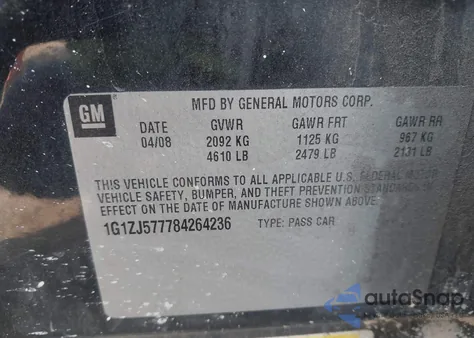 GM
MFD BY GENERAL MOTORS CORP.
DATE GVWR GAWR FRT GAWR RR
04/08 2092 KG 1125 KG 967 KG
4610 LB 2479 LB 2131 LB
THIS VEHICLE CONFORMS TO ALL APPLICABLE U.S. FEDERAL MOTOR
VEHICLE SAFETY, BUMPER, AND THEFT PREVENTION STANDARDS IN
EFFECT ON THE DATE OF MANUFACTURE SHOWN ABOVE.
1G1ZJ577784264236 TYPE: PASS CAR
autoSnap